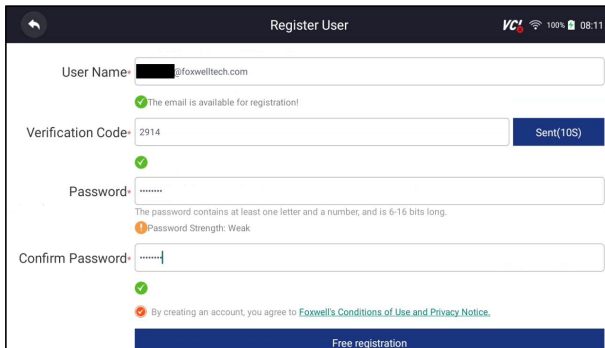 Register User
VCI 100% 08:11
User Name* @foxwelltech.com
The email is available for registration!
Verification Code* 2914 Sent(10S)
Password* ••••••••
The password contains at least one letter and a number, and is 6-16 bits long.
Password Strength: Weak
Confirm Password* ••••••••
By creating an account, you agree to Foxwell's Conditions of Use and Privacy Notice.
Free registration